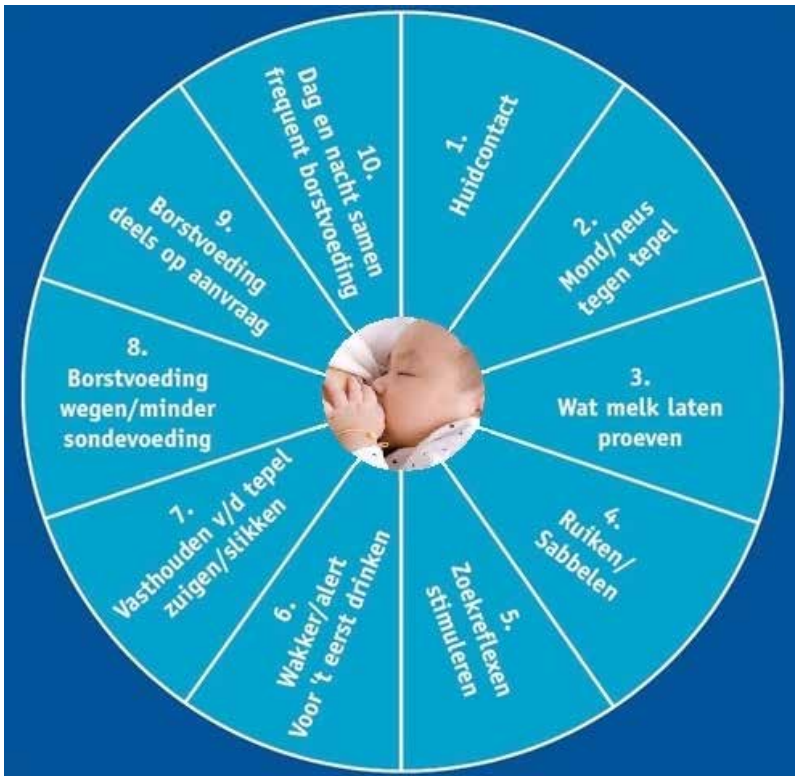 1.
Huidcontact
2.
Mond/neus
tegen tepel
3.
Wat melk laten
proeven
4.
Ruiken/
Sabbelen
5.
Zoekreflexen
stimuleren
6.
Wakker/alert
Voor 't eerst drinken
7.
Vasthouden v/d tepel
zuigen/slikken
8.
Borstvoeding
wegen/minder
sondevoeding
9.
Borstvoeding
deels op aanvraag
10.
Dag en nacht samen
frequent borstvoeding